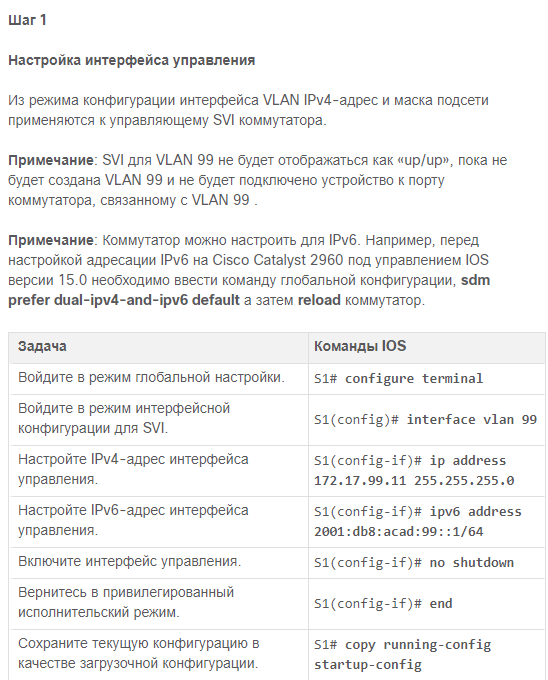 Шаг 1
Настройка интерфейса управления
Из режима конфигурации интерфейса VLAN IPv4-адрес и маска подсети
применяются к управляющему SVI коммутатора.
Примечание: SVI для VLAN 99 не будет отображаться как «up/up», пока не
будет создана VLAN 99 и не будет подключено устройство к порту
коммутатора, связанному с VLAN 99 .
Примечание: Коммутатор можно настроить для IPv6. Например, перед
настройкой адресации IPv6 на Cisco Catalyst 2960 под управлением IOS
версии 15.0 необходимо ввести команду глобальной конфигурации, sdm
prefer dual-ipv4-and-ipv6 default а затем reload коммутатор.
Задача
Команды IOS
Войдите в режим глобальной настройки.
S1# configure terminal
Войдите в режим интерфейсной
конфигурации для SVI.
S1(config)# interface vlan 99
Настройте IPv4-адрес интерфейса
управления.
S1(config-if)# ip address
172.17.99.11 255.255.255.0
Настройте IPv6-адрес интерфейса
управления.
S1(config-if)# ipv6 address
2001:db8:acad:99::1/64
Включите интерфейс управления.
S1(config-if)# no shutdown
Вернитесь в привилегированный
исполнительский режим.
S1(config-if)# end
Сохраните текущую конфигурацию в
качестве загрузочной конфигурации.
S1# copy running-config
startup-config